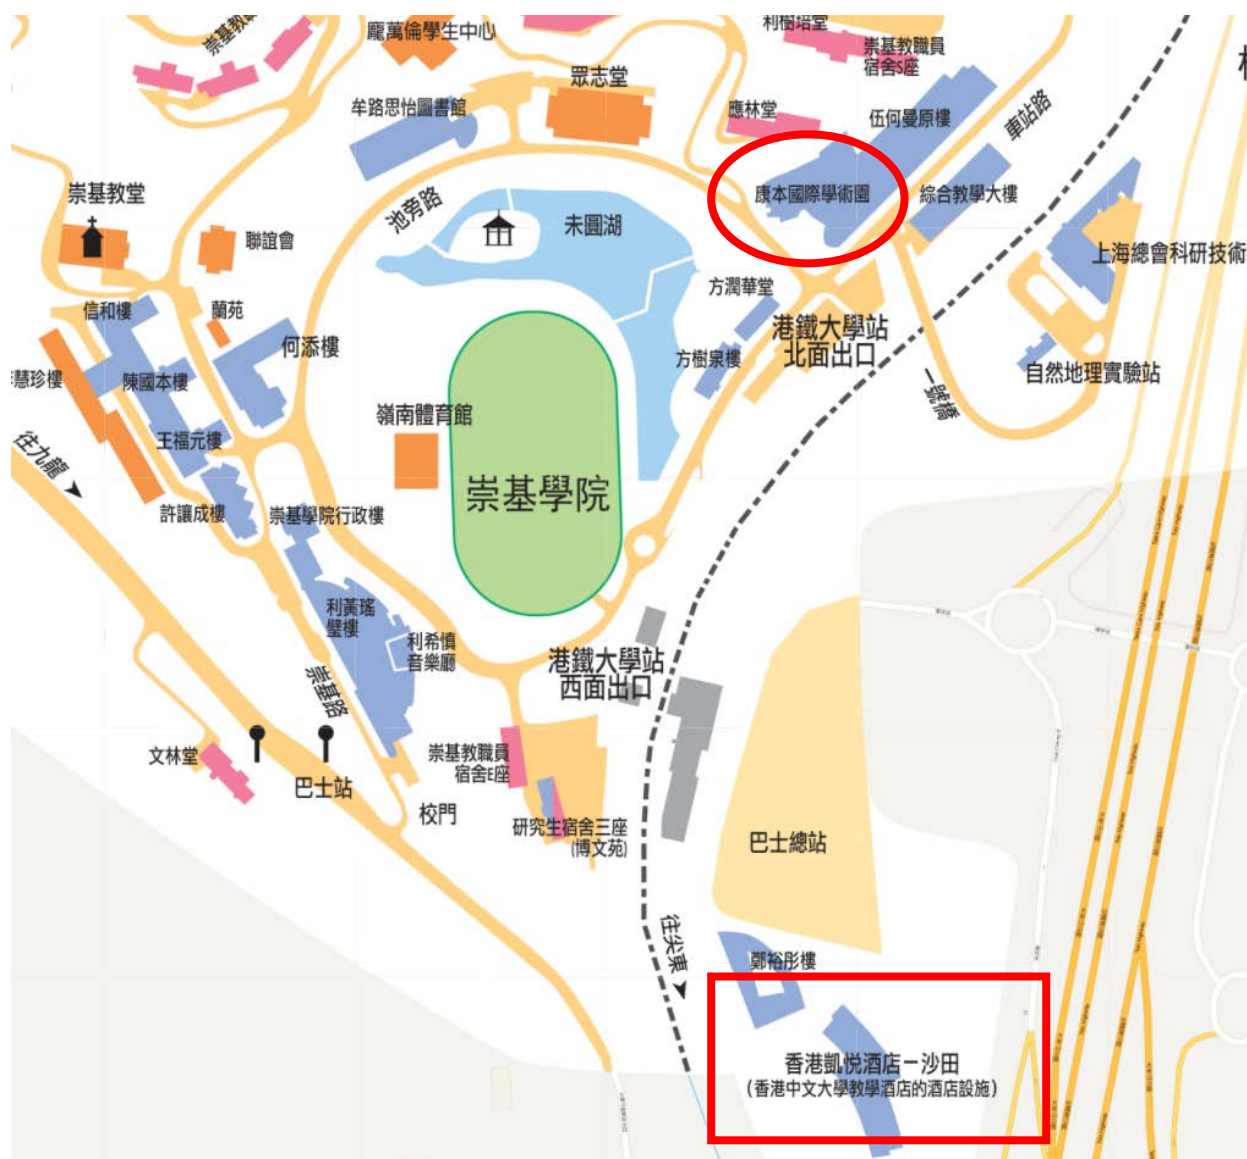 崇基教職
龐萬倫學生中心
利樹培堂
崇基教職員
宿舍S座
眾志堂
牟路思怡圖書館
應林堂
伍何曼原樓
車站路
康本國際學術園
綜合教學大樓
崇基教堂
池旁路
未圓湖
聯誼會
上海總會科研技術
信和樓
蘭苑
方潤華堂
港鐵大學站
北面出口
何添樓
方樹泉樓
自然地理實驗站
慧珍樓
陳國本樓
一號橋
嶺南體育館
王福元樓
往九龍
崇基學院
許讓成樓
崇基學院行政樓
利黃瑤
璧樓
利希慎
音樂廳
港鐵大學站
西面出口
崇基路
文林堂
崇基教職員
宿舍E座
巴士站
校門
研究生宿舍三座
(博文苑)
巴士總站
往尖東
鄭裕彤樓
香港凱悅酒店－沙田
(香港中文大學教學酒店的酒店設施)